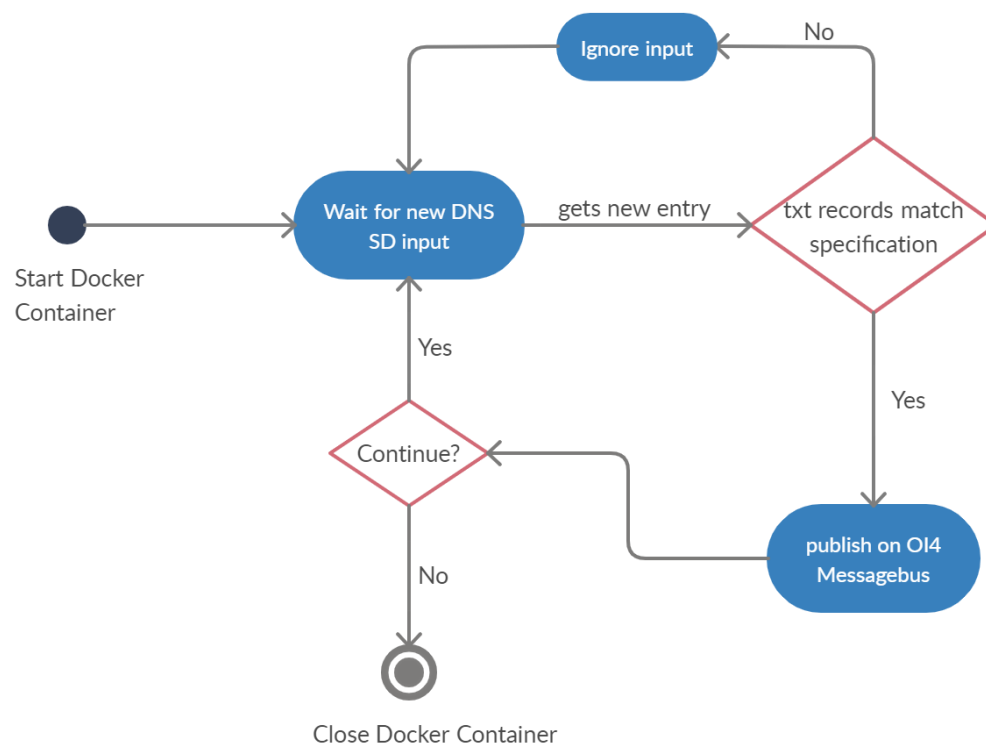 No
Ignore input
Wait for new DNS
SD input
gets new entry
txt records match
specification
Start Docker
Container
Yes
Yes
Continue?
publish on OI4
Messagebus
No
Close Docker Container